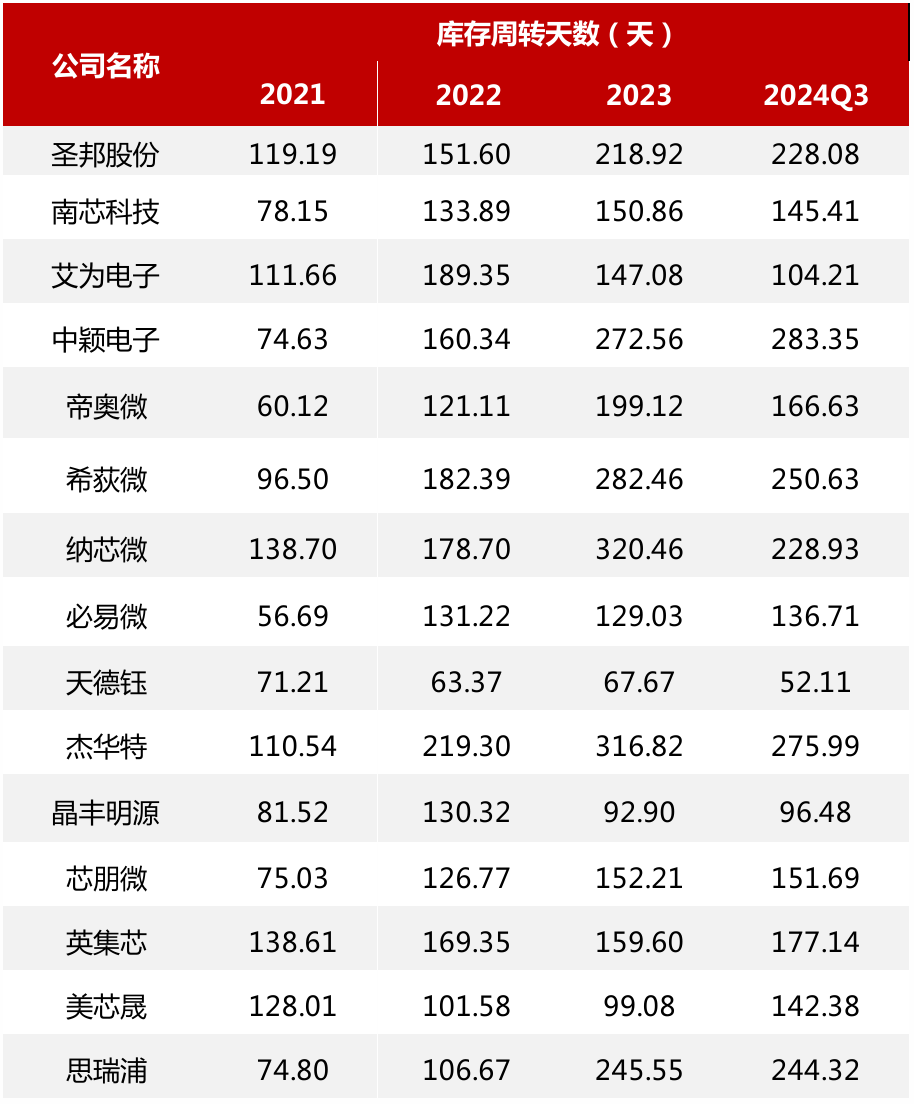 库存周转天数（天）
公司名称
2021 2022 2023 2024Q3
圣邦股份 119.19 151.60 218.92 228.08
南芯科技 78.15 133.89 150.86 145.41
艾为电子 111.66 189.35 147.08 104.21
中颖电子 74.63 160.34 272.56 283.35
帝奥微 60.12 121.11 199.12 166.63
希荻微 96.50 182.39 282.46 250.63
纳芯微 138.70 178.70 320.46 228.93
必易微 56.69 131.22 129.03 136.71
天德钰 71.21 63.37 67.67 52.11
杰华特 110.54 219.30 316.82 275.99
晶丰明源 81.52 130.32 92.90 96.48
芯朋微 75.03 126.77 152.21 151.69
英集芯 138.61 169.35 159.60 177.14
美芯晟 128.01 101.58 99.08 142.38
思瑞浦 74.80 106.67 245.55 244.32